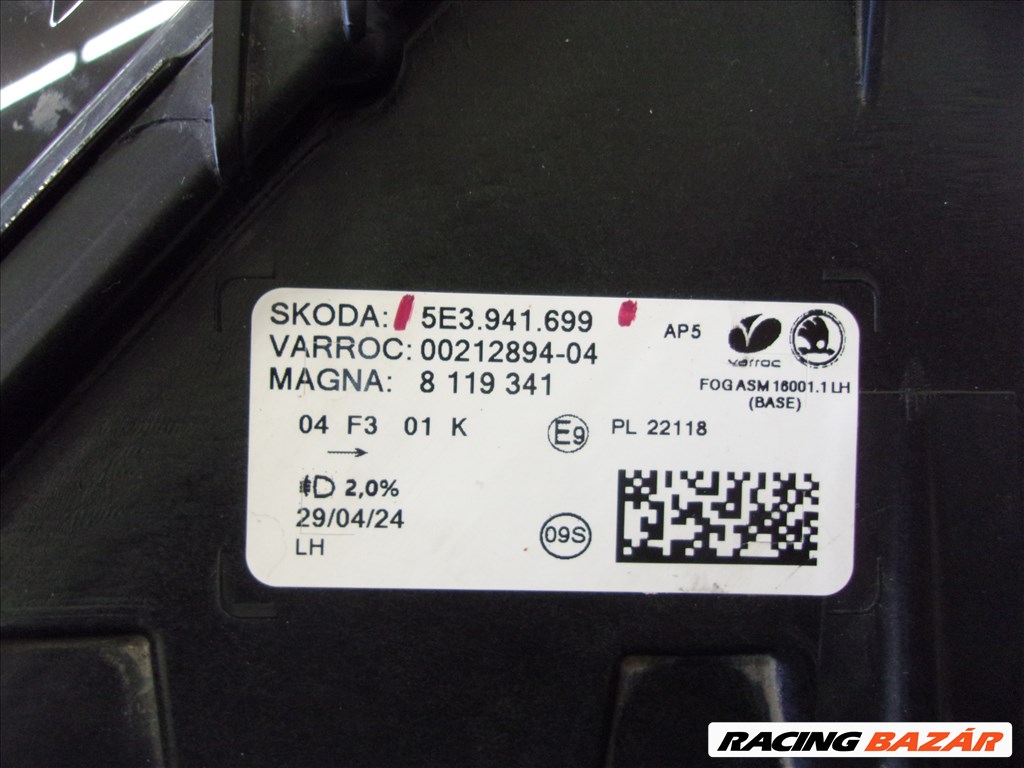 SKODA: 5E3.941.699
VARROC: 00212894-04
MAGNA: 8 119 341
AP5
varroc
FOG ASM 16001.1 LH
(BASE)
04 F3 01 K
E9
PL 22118
2,0%
29/04/24
LH
09S
RACING BAZÁR